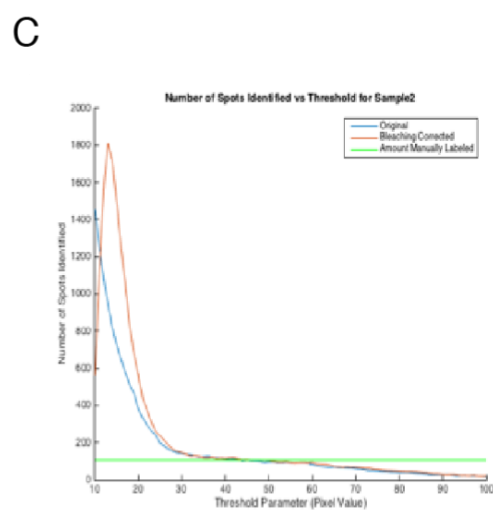 C
Number of Spots Identified vs Threshold for Sample2
Original
Bleaching Corrected
Amount Manually Labeled
Number of Spots Identified
2000
1800
1600
1400
1200
1000
800
600
400
200
0
10 20 30 40 50 60 70 80 90 100
Threshold Parameter (Pixel Value)